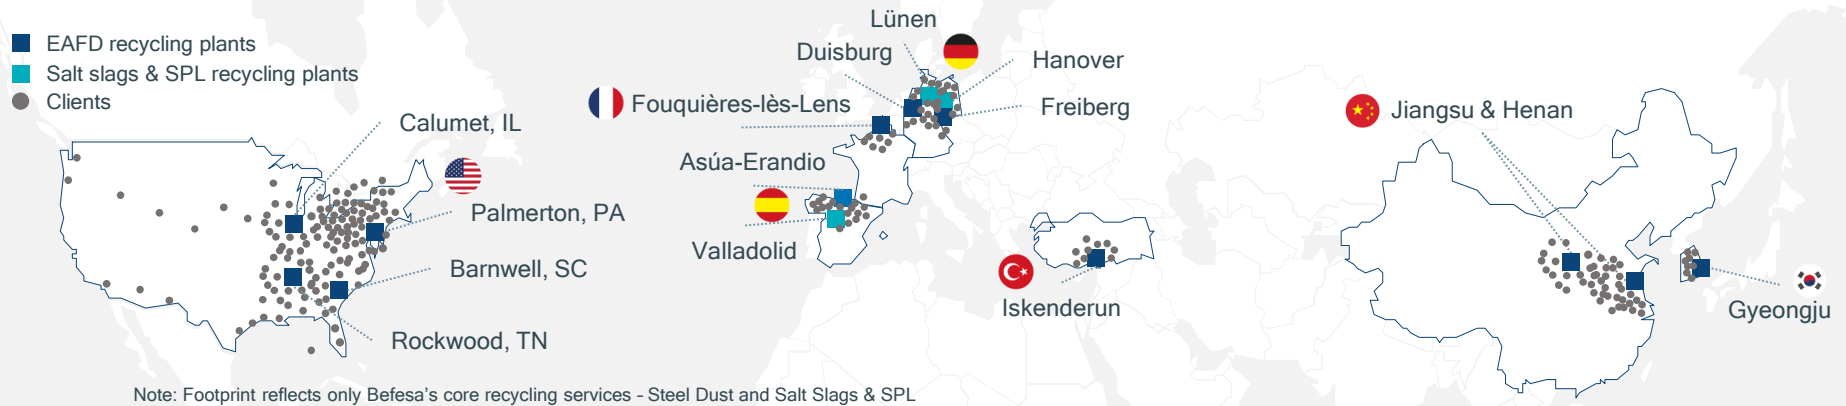 EAFD recycling plants
Salt slags & SPL recycling plants
Clients
Calumet, IL
Palmerton, PA
Barnwell, SC
Rockwood, TN
Lünen
Duisburg
Hanover
Fouquières-lès-Lens
Freiberg
Asúa-Erandio
Valladolid
Iskenderun
Jiangsu & Henan
Gyeongju
Note: Footprint reflects only Befesa's core recycling services - Steel Dust and Salt Slags & SPL